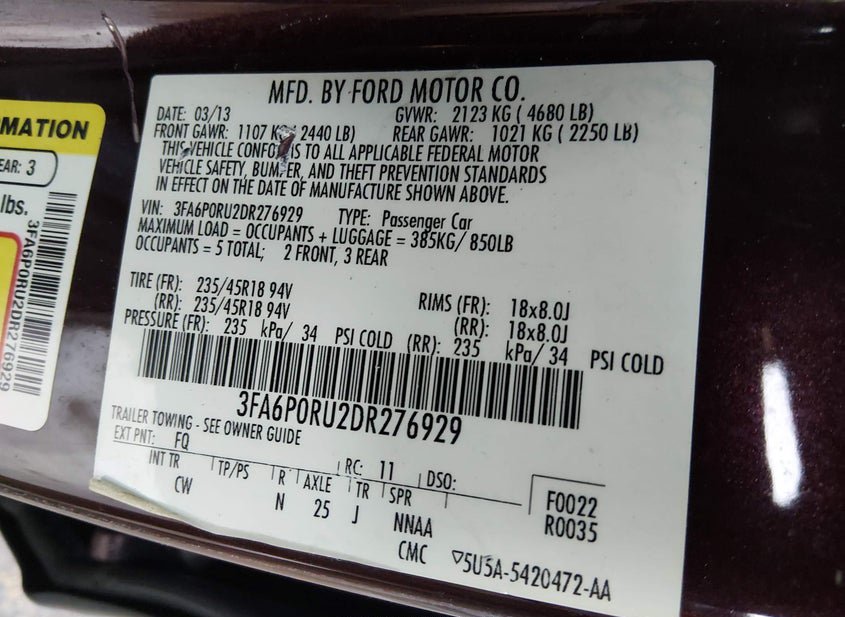 MATION
EAR: 3
lbs.
3FA6P0RU2DR276929
MFD. BY FORD MOTOR CO.
DATE: 03/13 GVWR: 2123 KG ( 4680 LB)
FRONT GAWR: 1107 K 2440 LB) REAR GAWR: 1021 KG ( 2250 LB)
THIS VEHICLE CONFO S TO ALL APPLICABLE FEDERAL MOTOR
VEHICLE SAFETY, BUM ER, AND THEFT PREVENTION STANDARDS
IN EFFECT ON THE DATE OF MANUFACTURE SHOWN ABOVE.
VIN: 3FA6P0RU2DR276929 TYPE: Passenger Car
MAXIMUM LOAD = OCCUPANTS + LUGGAGE = 385KG/ 850LB
OCCUPANTS = 5 TOTAL; 2 FRONT, 3 REAR
TIRE (FR): 235/45R18 94V RIMS (FR): 18x8.0J
(RR): 235/45R18 94V (RR): 18x8.0J
PRESSURE (FR): 235 kPa/ 34 PSI COLD (RR): 235 kPa/ 34 PSI COLD
3FA6P0RU2DR276929
TRAILER TOWING - SEE OWNER GUIDE
EXT PNT: FQ RC: 11 DSO:
INT TR TP/PS R AXLE TR SPR F0022
CW N 25 J NNAA R0035
CMC ▽5U5A-5420472-AA